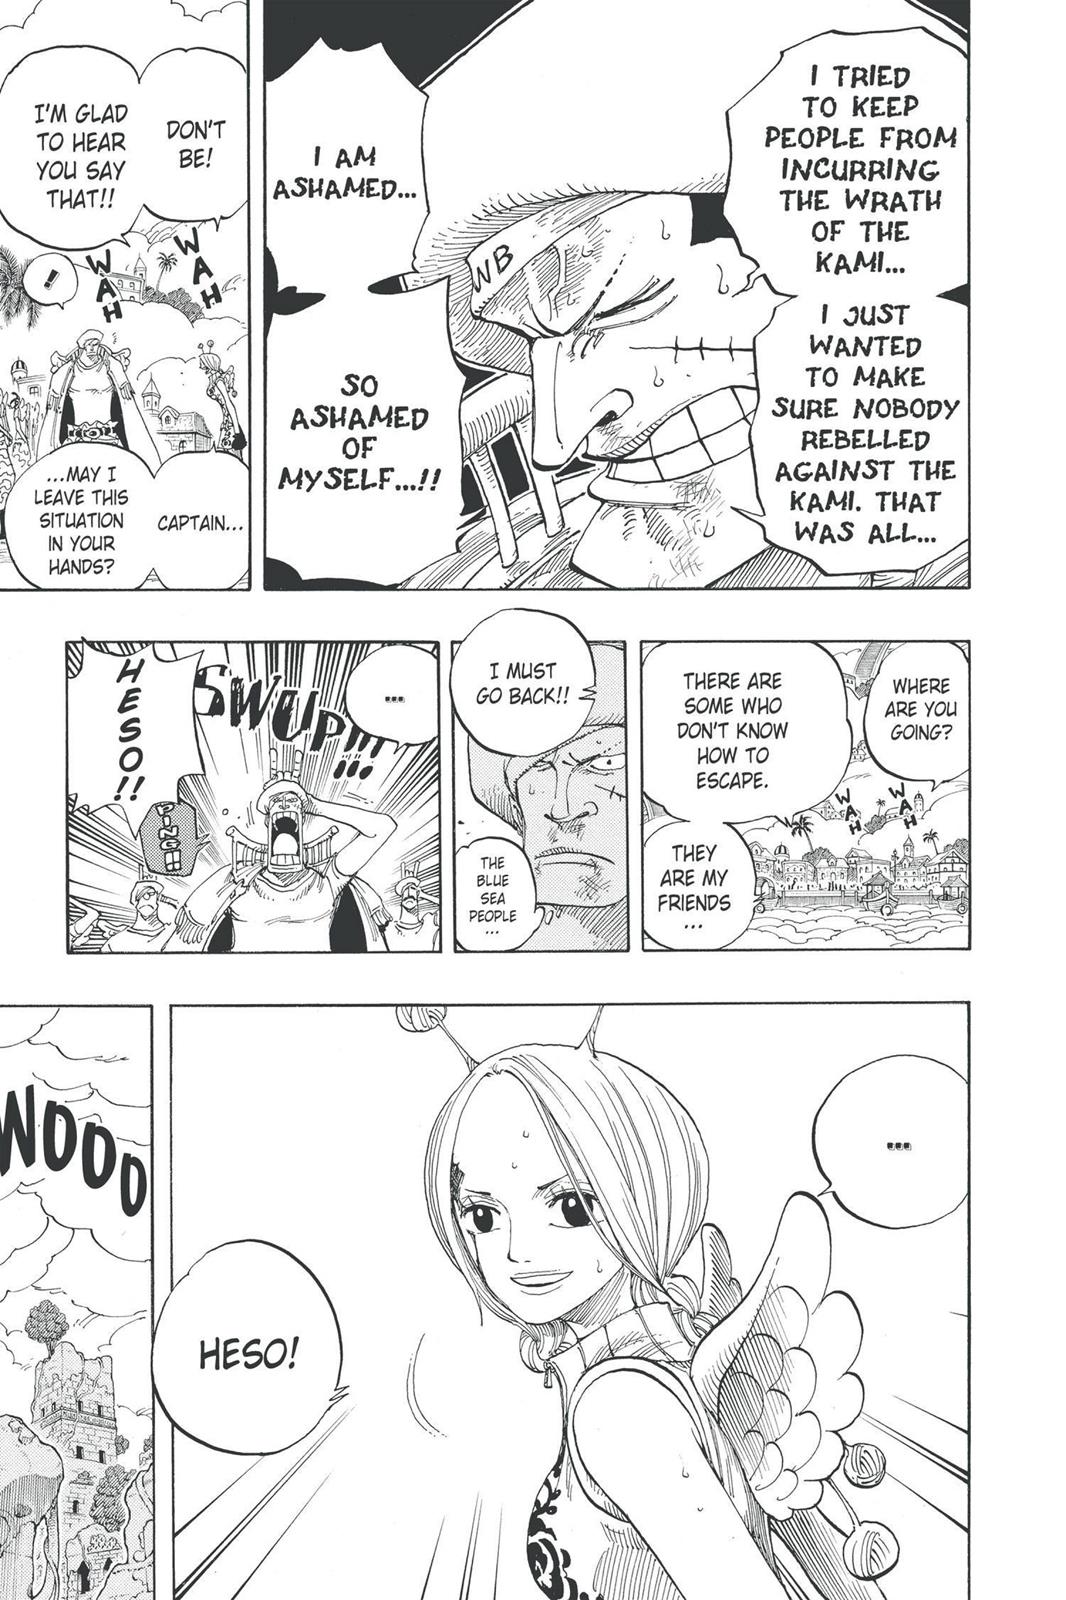 I TRIED
TO KEEP
PEOPLE FROM
INCURRING
THE WRATH
OF THE
KAMI...
I JUST
WANTED
TO MAKE
SURE NOBODY
REBELLED
AGAINST THE
KAMI. THAT
WAS ALL...
WB
I AM
ASHAMED...
SO
ASHAMED
OF
MYSELF...!!
DON'T
BE!
I'M GLAD
TO HEAR
YOU SAY
THAT!!
WAH
WAH
!
CAPTAIN...
...MAY I
LEAVE THIS
SITUATION
IN YOUR
HANDS?
WHERE
ARE YOU
GOING?
THERE ARE
SOME WHO
DON'T KNOW
HOW TO
ESCAPE.
WAH
WAH
THEY
ARE MY
FRIENDS
...
I MUST
GO BACK!!
THE
BLUE
SEA
PEOPLE
...
...
SWUP!!!
!!!
HESO!!
PING!!
...
HESO!
WOOO